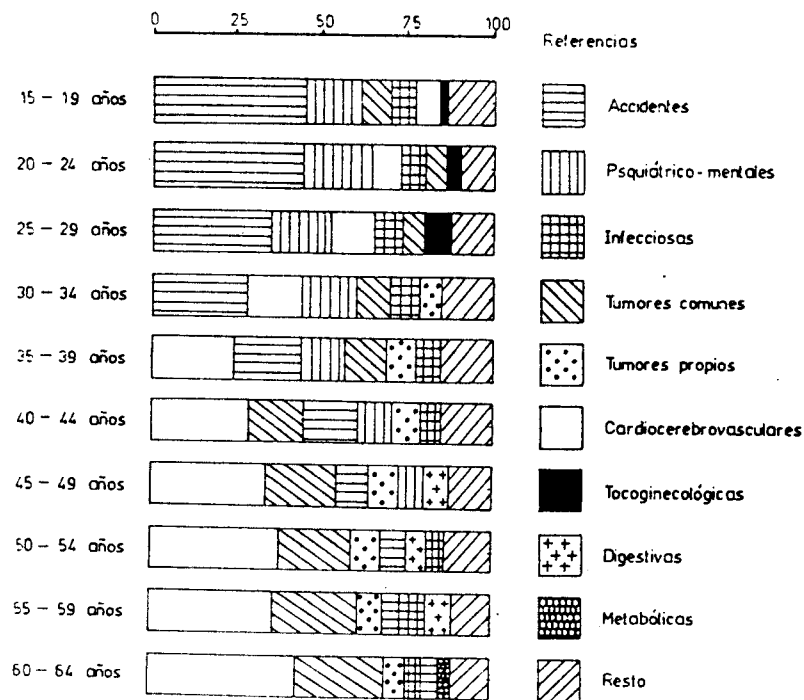 0 25 50 75 100
Referencias
15 – 19 años
20 – 24 años
25 – 29 años
30 – 34 años
35 – 39 años
40 – 44 años
45 – 49 años
50 – 54 años
55 – 59 años
60 – 64 años
Accidentes
Psquiátrico - mentales
Infecciosas
Tumores comunes
Tumores propios
Cardiocerebrovasculares
Tocoginecológicas
Digestivas
Metabólicas
Resto